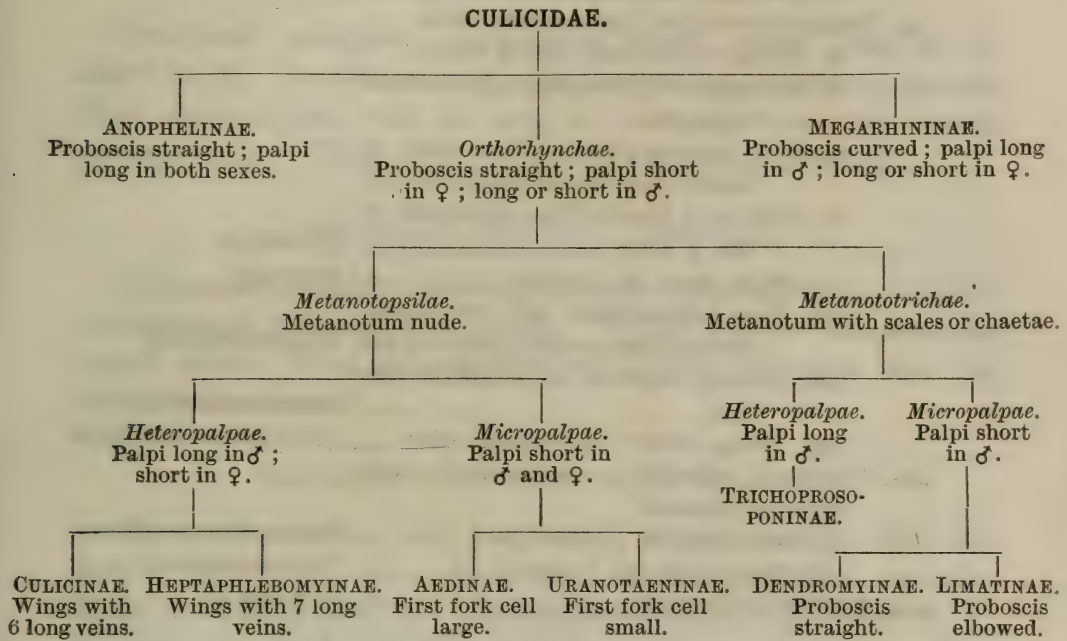 CULICIDAE.
ANOPHELINAE.
Proboscis straight; palpi
long in both sexes.
Orthorhynchae.
Proboscis straight; palpi short
in ♀; long or short in ♂.
MEGARHININAE.
Proboscis curved; palpi long
in ♂; long or short in ♀.
Metanotopsilae.
Metanotum nude.
Metanototrichae.
Metanotum with scales or chaetae.
Heteropalpae.
Palpi long in ♂;
short in ♀.
Micropalpae.
Palpi short in
♂ and ♀.
Heteropalpae.
Palpi long
in ♂.
TRICHOPROSO-
PONINAE.
Micropalpae.
Palpi short
in ♂.
CULICINAE.
Wings with
6 long veins.
HEPTAPHLEBOMYINAE.
Wings with 7 long
veins.
AEDINAE.
First fork cell
large.
URANOTAENINAE.
First fork cell
small.
DENDROMYINAE.
Proboscis
straight.
LIMATINAE.
Proboscis
elbowed.